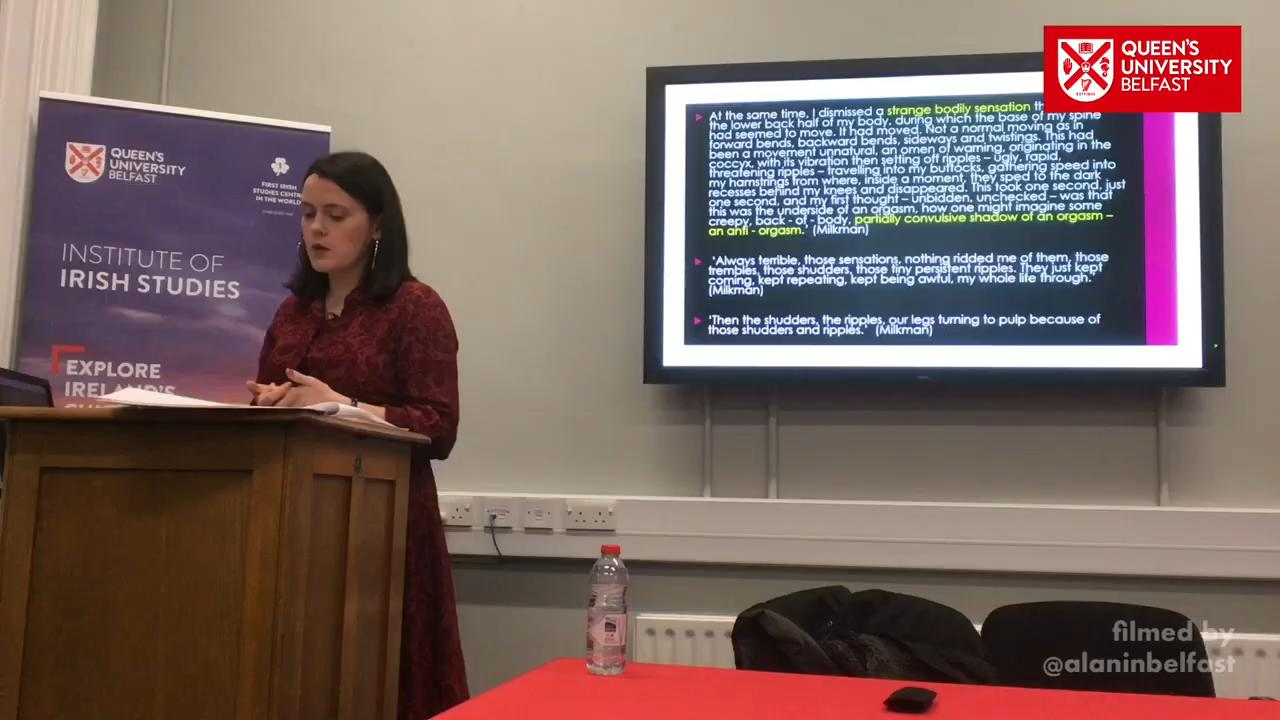 QUEEN'S
UNIVERSITY
BELFAST
QUEEN'S
UNIVERSITY
BELFAST
FIRST IRISH
STUDIES CENTRE
IN THE WORLD
INSTITUTE OF
IRISH STUDIES
EXPLORE
IRELAND'S
At the same time, I dismissed a strange bodily sensation
the lower back half of my body, during which the base of my spine
had seemed to move. It had moved. Not a normal moving as in
forward bends, backward bends, sideways and twistings. This had
been a movement unnatural, an omen of warning, originating in the
coccyx, with its vibration then setting off ripples – ugly, rapid,
threatening ripples – travelling into my buttocks, gathering speed into
my hamstrings from where, inside a moment, they sped to the dark
recesses behind my knees and disappeared. This took one second, just
one second, and my first thought – unbidden, unchecked – was that
this was the underside of an orgasm, how one might imagine some
creepy, back - of - body, partially convulsive shadow of an orgasm –
an anti - orgasm.' (Milkman)
'Always terrible, those sensations, nothing ridded me of them, those
trembles, those shudders, those tiny persistent ripples. They just kept
coming, kept repeating, kept being awful, my whole life through.'
(Milkman)
'Then the shudders, the ripples, our legs turning to pulp because of
those shudders and ripples.' (Milkman)
filmed by
@alaninbelfast